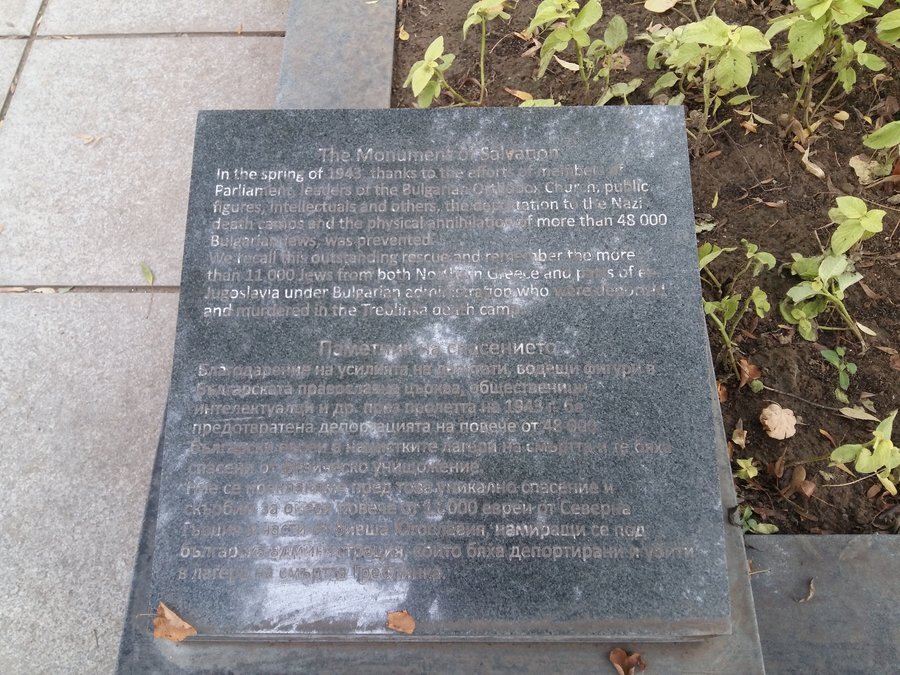 The Monument of Salvation
In the spring of 1943, thanks to the efforts of members of
Parliament, leaders of the Bulgarian Orthodox Church, public
figures, intellectuals and others, the deportation to the Nazi
death camps and the physical annihilation of more than 48 000
Bulgarian Jews, was prevented.
We recall this outstanding rescue and remember the more
than 11.000 Jews from both Northern Greece and parts of ex-
Jugoslavia under Bulgarian administration who were deported
and murdered in the Treblinka death camp.
Паметник на спасението
Благодарение на усилията на депутати, водещи фигури в
българската православна църква, общественици,
интелектуалци и др. през пролетта на 1943 г. бе
предотвратена депортацията на повече от 48 000
български евреи в нацистките лагери на смъртта и те бяха
спасени от физическо унищожение.
Ние се прекланяме пред това уникално спасение и
скърбим за онези повече от 11.000 евреи от Северна
Гърция и части от бивша Югославия, намиращи се под
българска администрация, които бяха депортирани и убити
в лагера на смъртта Треблинка.